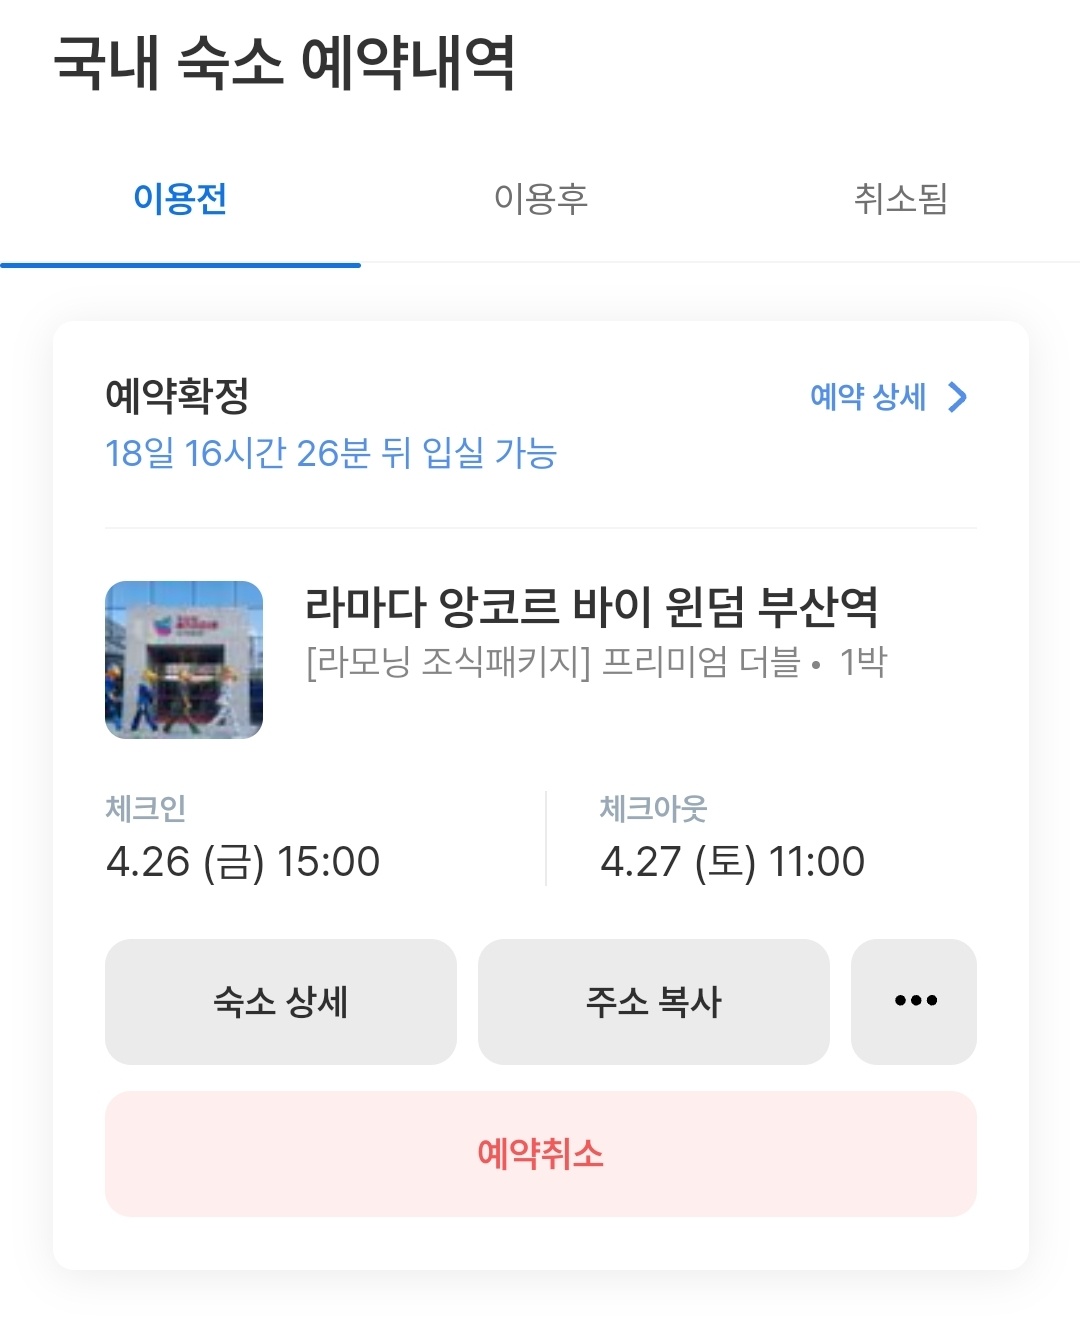 국내 숙소 예약내역
이용전 이용후 취소됨
예약확정 예약 상세
18일 16시간 26분 뒤 입실 가능
라마다 앙코르 바이 윈덤 부산역
[라모닝 조식패키지] 프리미엄 더블 • 1박
체크인 체크아웃
4.26 (금) 15:00 4.27 (토) 11:00
숙소 상세 주소 복사
예약취소